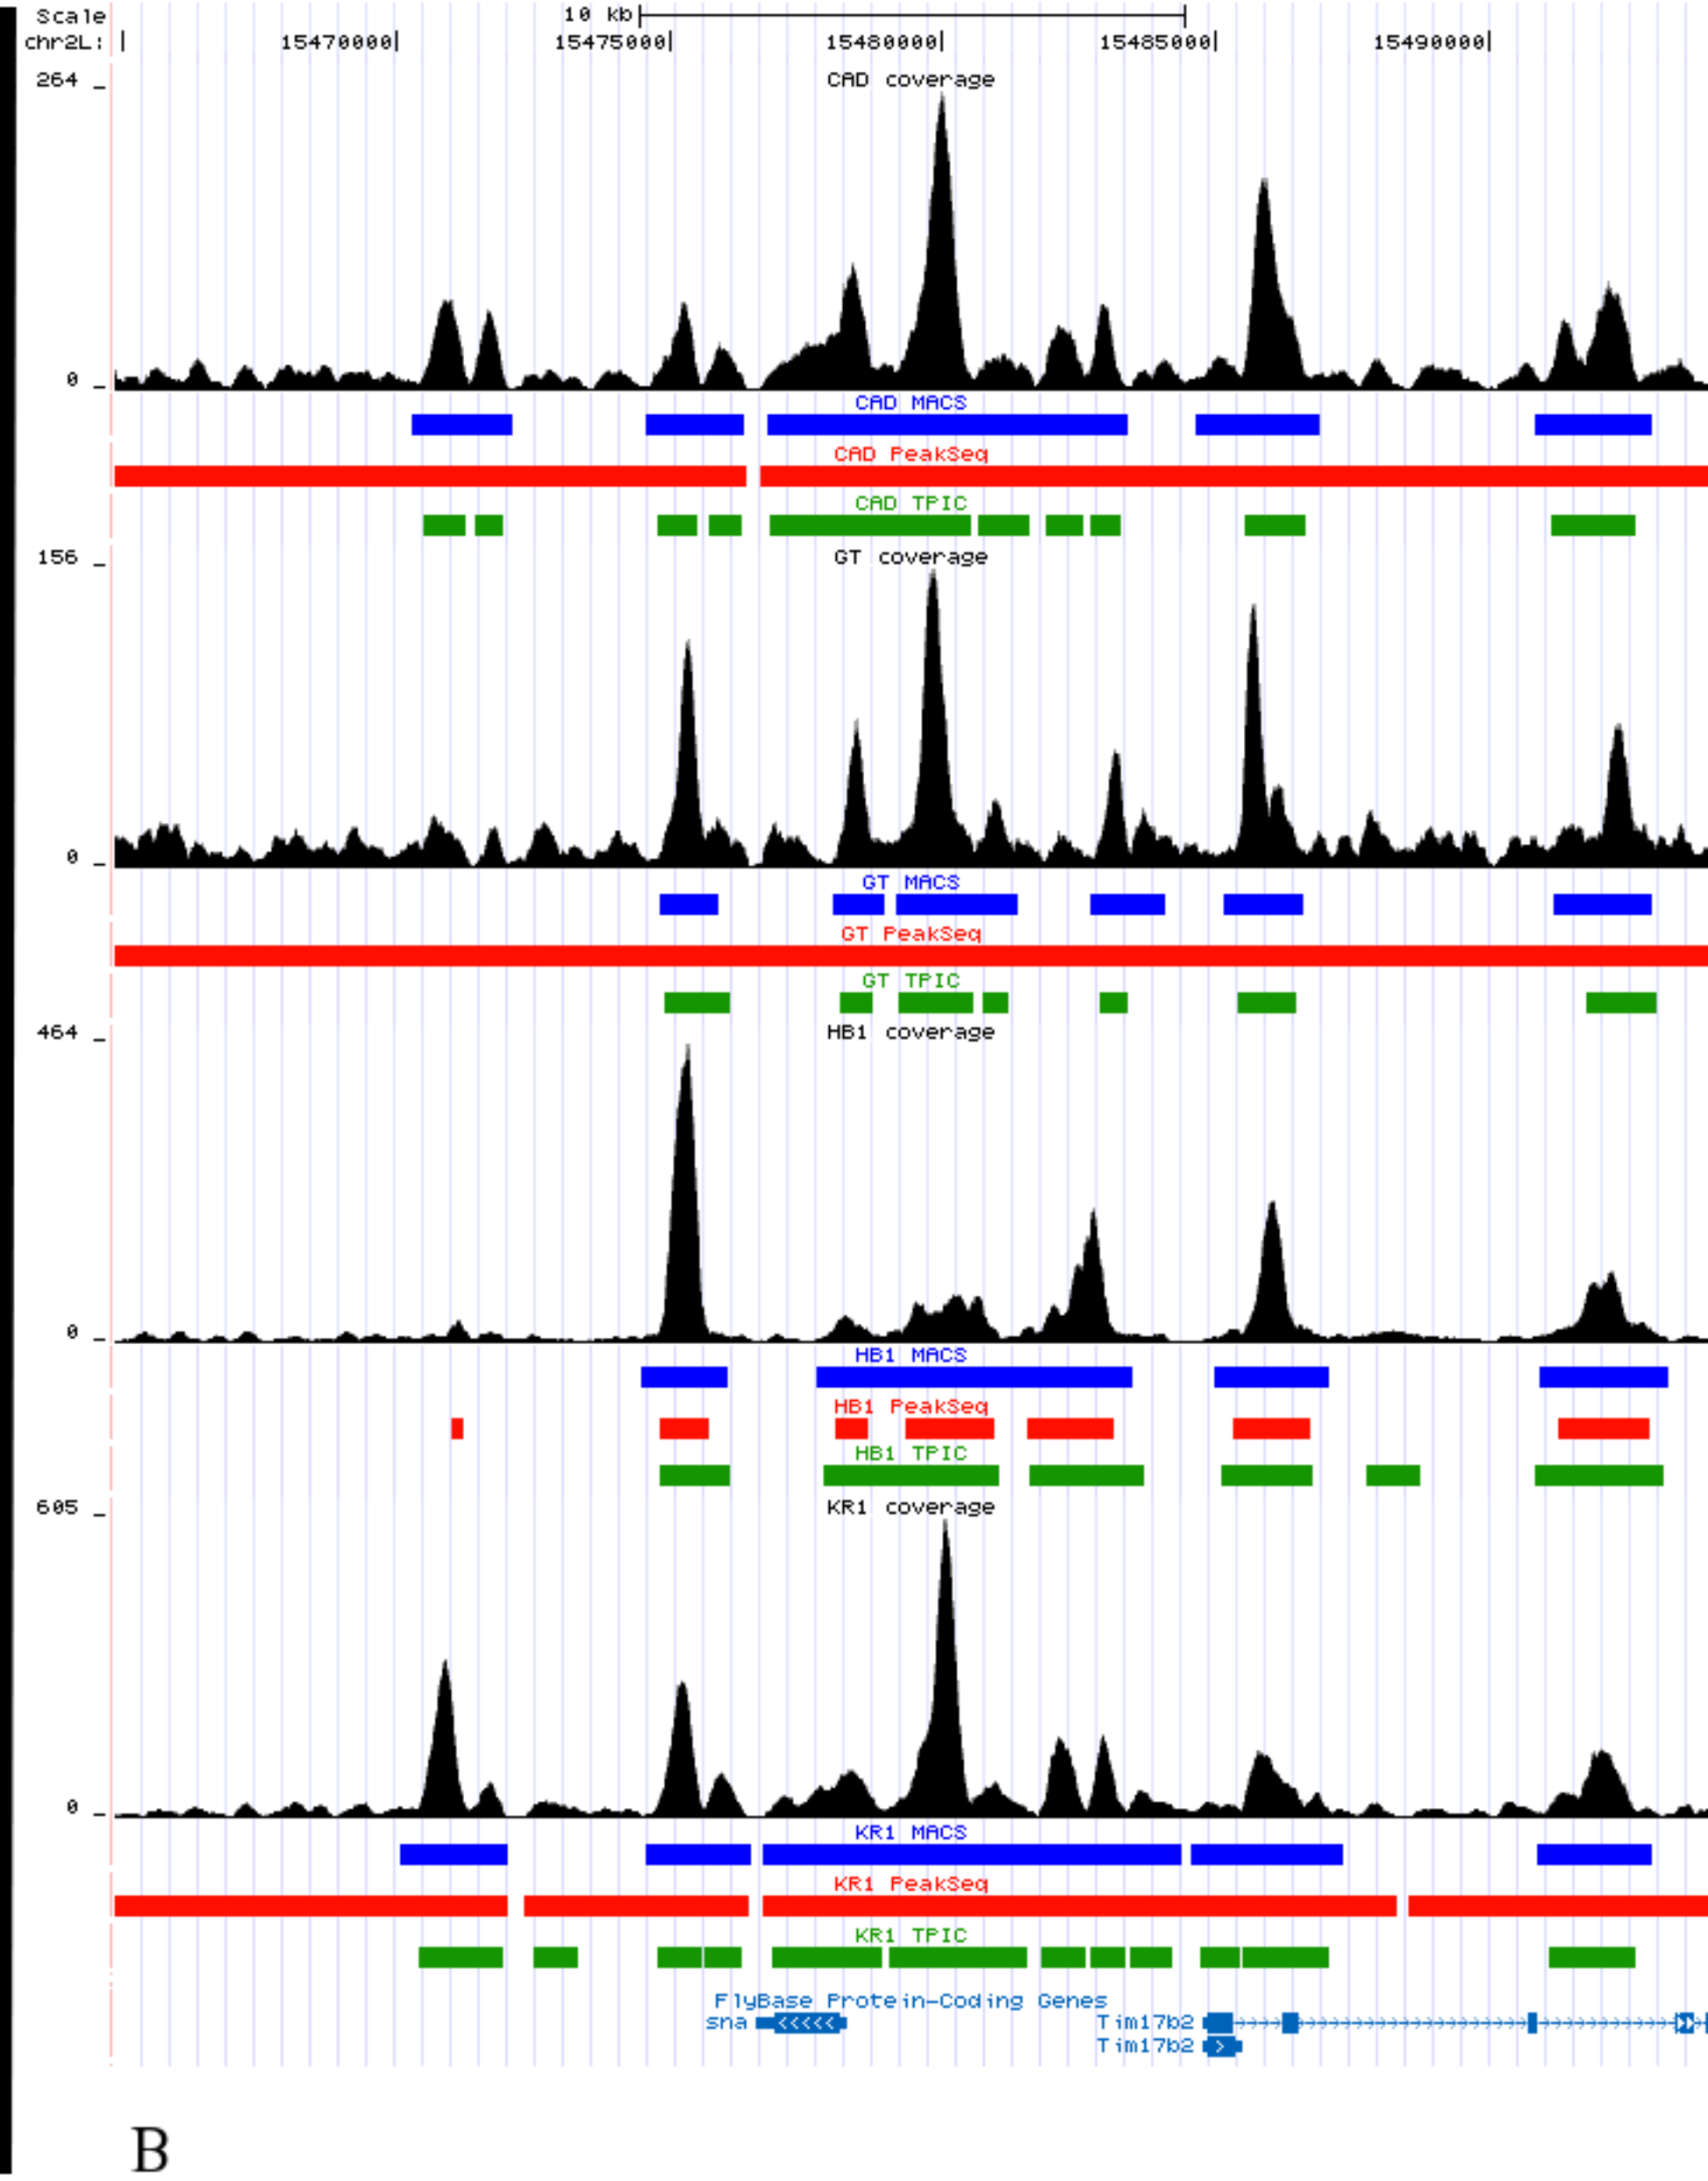 Scale 10 kb
chr2L: 15470000 15475000 15480000 15485000 15490000
264 CAD coverage
0
CAD MACS
CAD PeakSeq
CAD TPIC
156 GT coverage
0
GT MACS
GT PeakSeq
GT TPIC
464 HB1 coverage
0
HB1 MACS
HB1 PeakSeq
HB1 TPIC
605 KR1 coverage
0
KR1 MACS
KR1 PeakSeq
KR1 TPIC
FlyBase Protein-Coding Genes
sna Tim17b2
Tim17b2
B